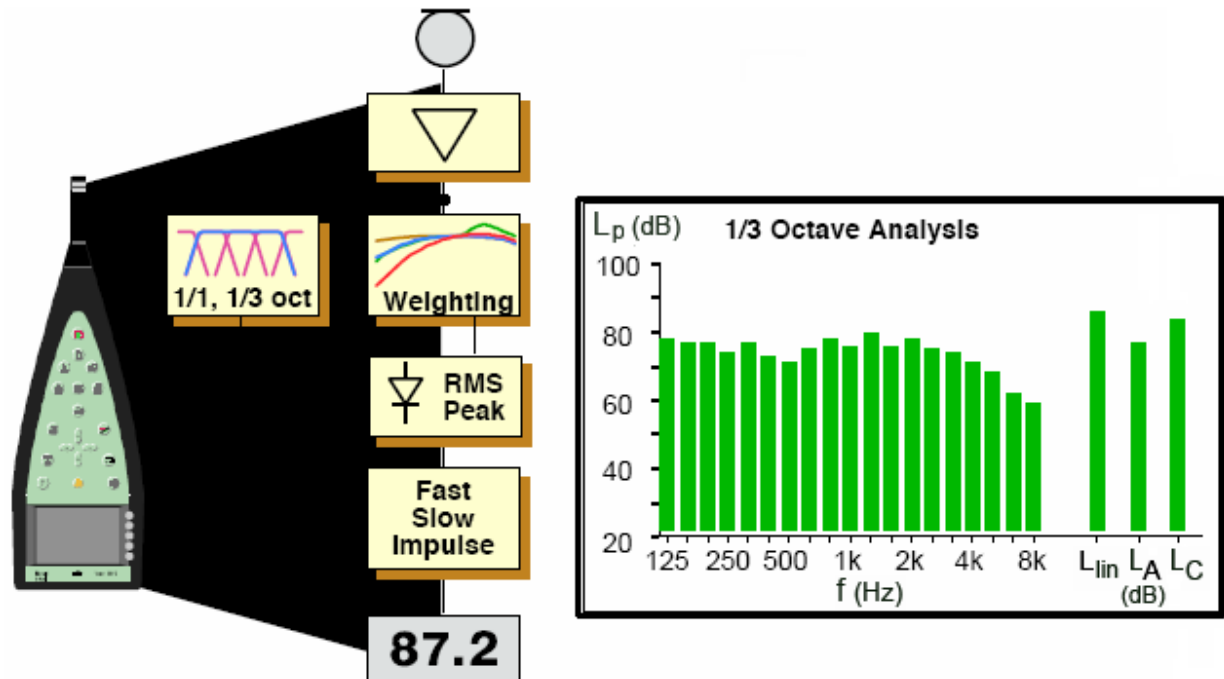 1/1, 1/3 oct
Weighting
RMS
Peak
Fast
Slow
Impulse
87.2
Lp (dB)
1/3 Octave Analysis
100
80
60
40
20
125 250 500 1k 2k 4k 8k
Llin LA LC
f (Hz)
(dB)